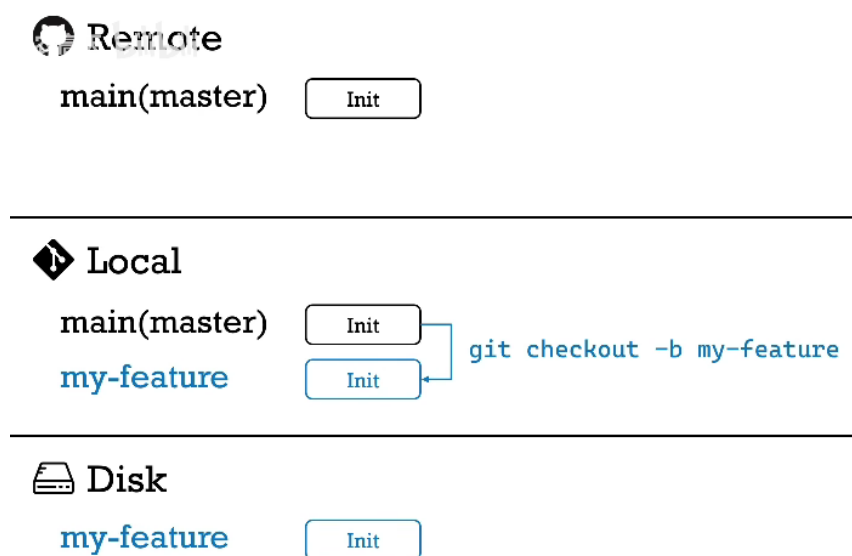 Remote
main(master) Init
Local
main(master) Init
git checkout -b my-feature
my-feature Init
Disk
my-feature Init